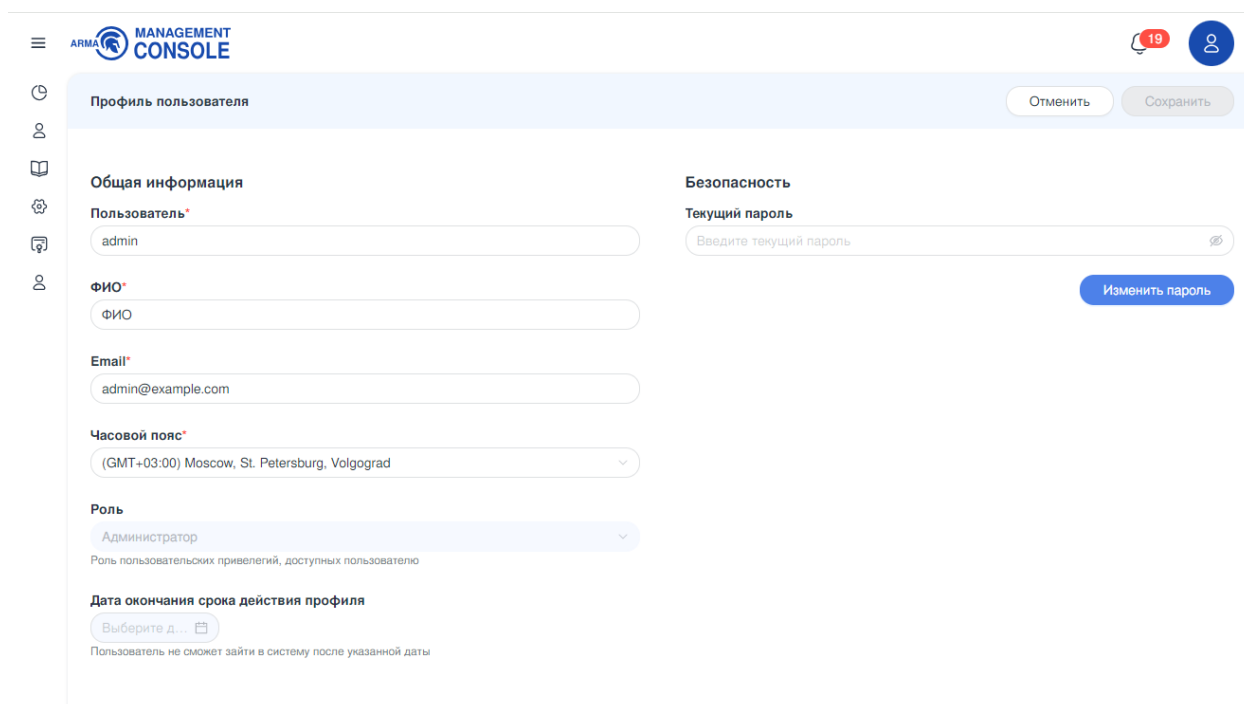 ARMA MANAGEMENT CONSOLE
19
Профиль пользователя
Отменить
Сохранить
Общая информация
Пользователь*
admin
ФИО*
ФИО
Email*
admin@example.com
Часовой пояс*
(GMT+03:00) Moscow, St. Petersburg, Volgograd
Роль
Администратор
Роль пользовательских привелегий, доступных пользователю
Дата окончания срока действия профиля
Выберите д...
Пользователь не сможет зайти в систему после указанной даты
Безопасность
Текущий пароль
Введите текущий пароль
Изменить пароль